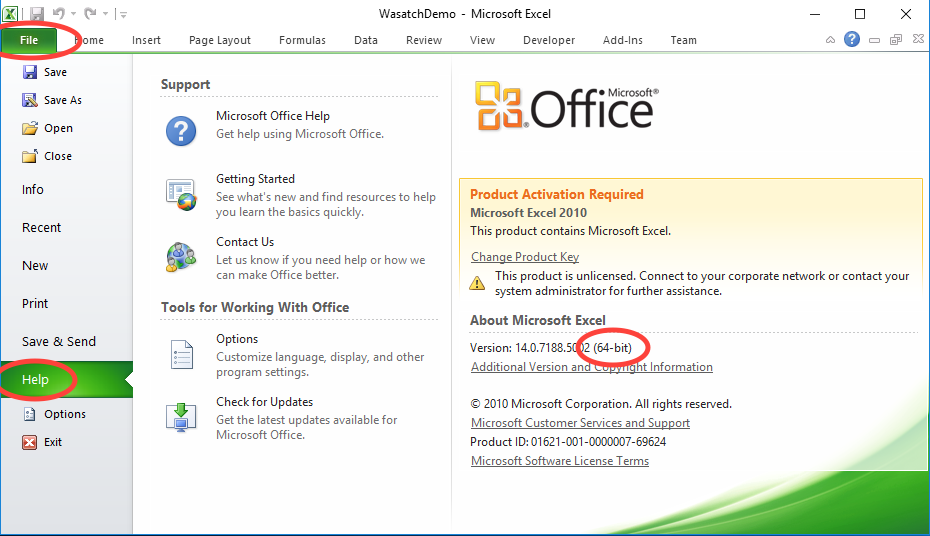 WasatchDemo - Microsoft Excel
File Home Insert Page Layout Formulas Data Review View Developer Add-Ins Team
Save
Save As
Open
Close
Info
Recent
New
Print
Save & Send
Help
Options
Exit
Support
Microsoft Office Help
Get help using Microsoft Office.
Getting Started
See what's new and find resources to help
you learn the basics quickly.
Contact Us
Let us know if you need help or how we
can make Office better.
Tools for Working With Office
Options
Customize language, display, and other
program settings.
Check for Updates
Get the latest updates available for
Microsoft Office.
Microsoft®
Office
Product Activation Required
Microsoft Excel 2010
This product contains Microsoft Excel.
Change Product Key
This product is unlicensed. Connect to your corporate network or contact your
system administrator for further assistance.
About Microsoft Excel
Version: 14.0.7188.5002 (64-bit)
Additional Version and Copyright Information
© 2010 Microsoft Corporation. All rights reserved.
Microsoft Customer Services and Support
Product ID: 01621-001-0000007-69624
Microsoft Software License Terms